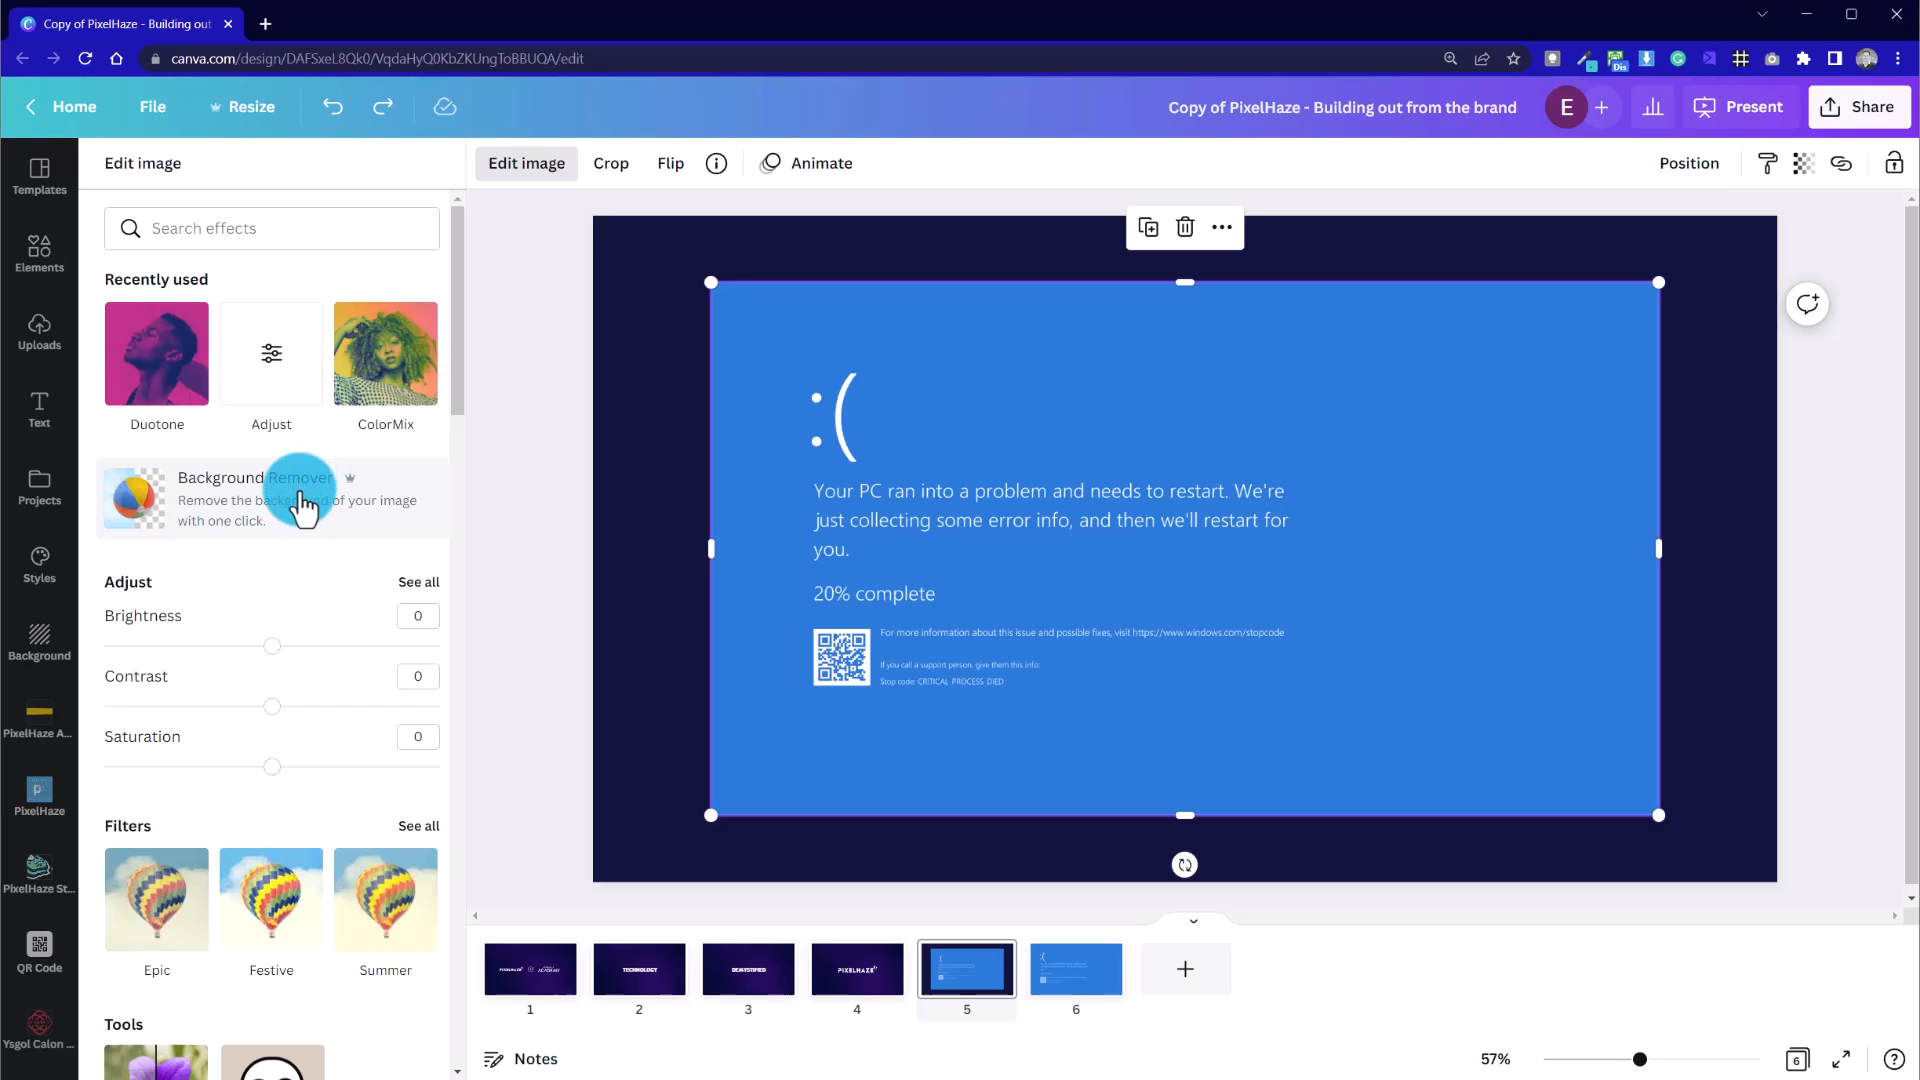 Copy of PixelHaze - Building out
canva.com/design/DAFSxeL8Qk0/VqdaHyQ0KbZKUngToBBUQA/edit
Dis
Home
File
Resize
Copy of PixelHaze - Building out from the brand
E
Present
Share
Templates
Elements
Uploads
Text
Projects
Styles
Background
PixelHaze A...
PixelHaze
PixelHaze St...
QR Code
Ysgol Calon ...
Edit image
Search effects
Recently used
Duotone
Adjust
ColorMix
Background Remover
Remove the background of your image
with one click.
Adjust
See all
Brightness
0
Contrast
0
Saturation
0
Filters
See all
Epic
Festive
Summer
Tools
Edit image
Crop
Flip
Animate
Position
:(
Your PC ran into a problem and needs to restart. We're
just collecting some error info, and then we'll restart for
you.
20% complete
For more information about this issue and possible fixes, visit https://www.windows.com/stopcode
If you call a support person, give them this info:
Stop code: CRITICAL PROCESS DIED
TECHNOLOGY
DEMYSTIFIED
PIXELHAZE
1
2
3
4
5
6
Notes
57%
6